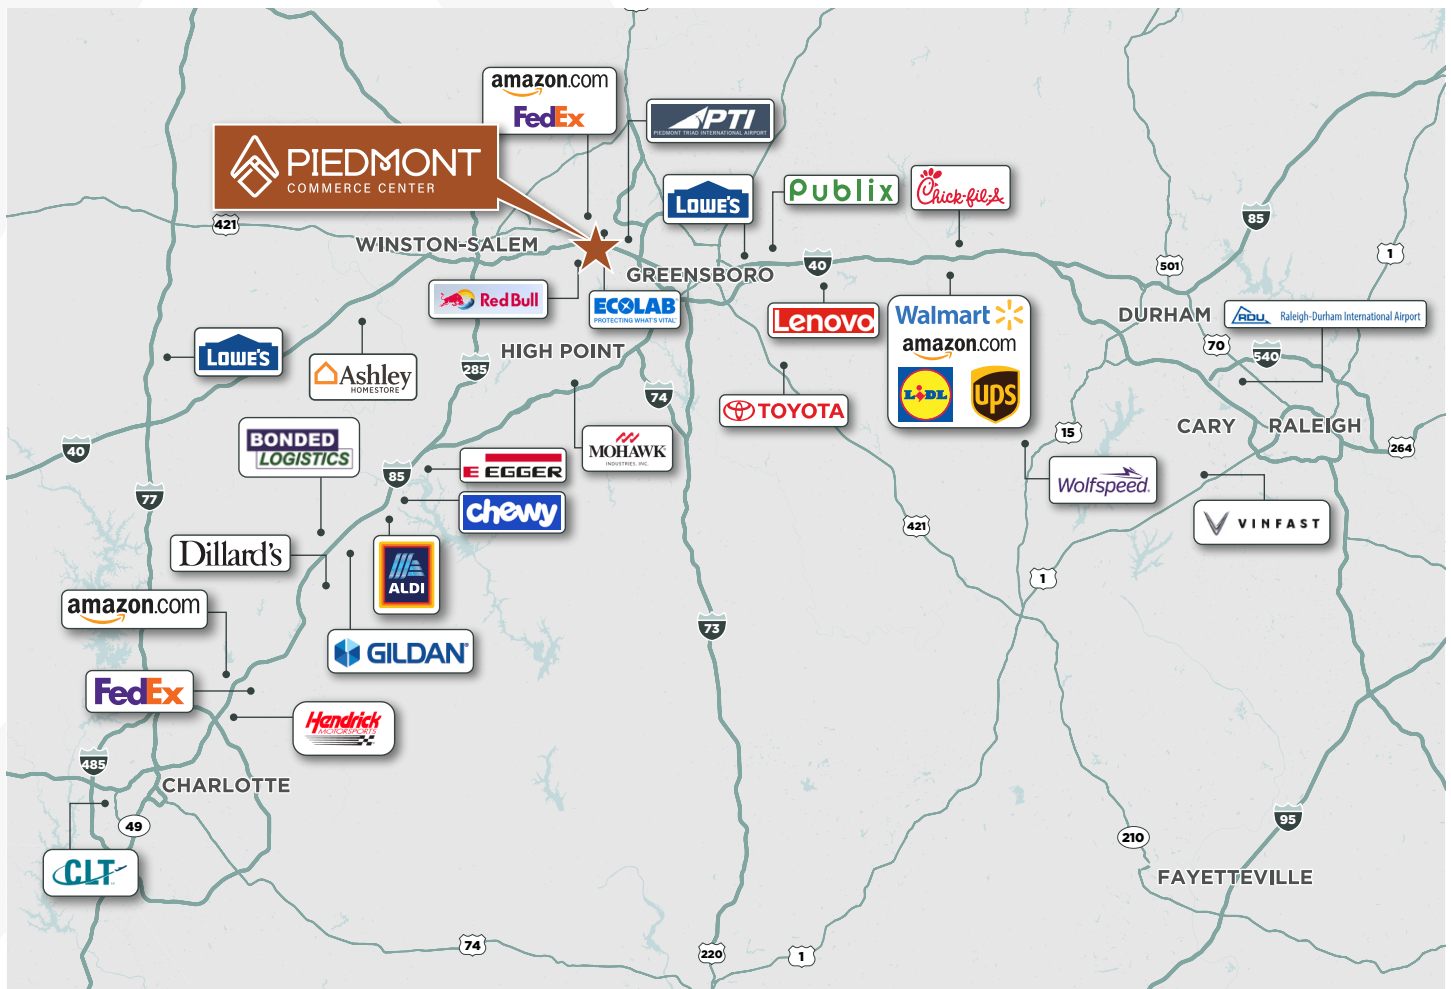 amazon.com
FedEx
PTI
PIEDMONT TRIAD INTERNATIONAL AIRPORT
PIEDMONT
COMMERCE CENTER
LOWE'S
Publix
Chick-fil-A
421
85
WINSTON-SALEM
GREENSBORO
40
501
1
Red Bull
ECOLAB
PROTECTING WHAT'S VITAL
Lenovo
Walmart
amazon.com
LIDL
ups
DURHAM
RDU Raleigh-Durham International Airport
70
540
LOWE'S
Ashley
HOMESTORE
HIGH POINT
285
74
TOYOTA
CARY
RALEIGH
15
264
40
BONDED
LOGISTICS
MOHAWK
INDUSTRIES, INC.
E EGGER
85
77
chewy
Wolfspeed
VINFAST
421
Dillard's
ALDI
1
amazon.com
GILDAN
73
FedEx
Hendrick
MOTORSPORTS
485
CHARLOTTE
49
95
210
CLT
FAYETTEVILLE
74
220
1